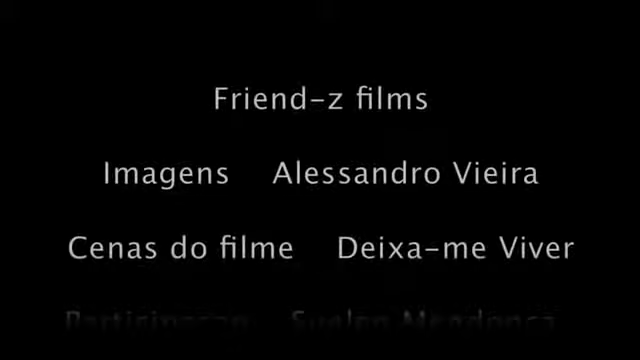 Friend-z films
Imagens Alessandro Vieira
Cenas do filme Deixa-me Viver